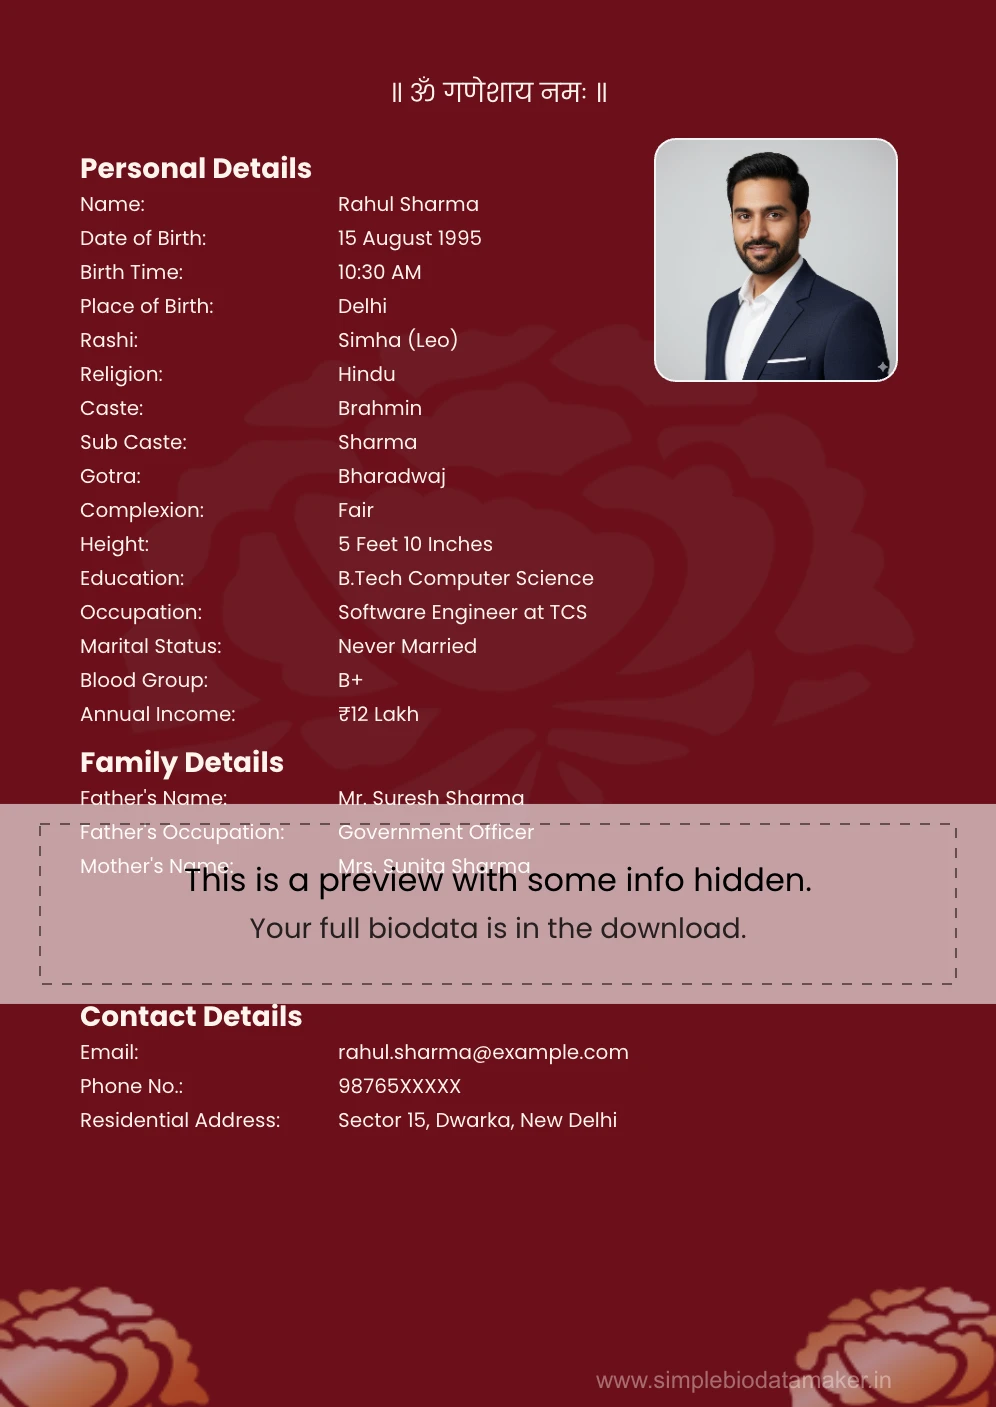 ॥ ॐ गणेशाय नमः ॥
Personal Details
Name: Rahul Sharma
Date of Birth: 15 August 1995
Birth Time: 10:30 AM
Place of Birth: Delhi
Rashi: Simha (Leo)
Religion: Hindu
Caste: Brahmin
Sub Caste: Sharma
Gotra: Bharadwaj
Complexion: Fair
Height: 5 Feet 10 Inches
Education: B.Tech Computer Science
Occupation: Software Engineer at TCS
Marital Status: Never Married
Blood Group: B+
Annual Income: ₹12 Lakh
Family Details
Father's Name: Mr. Suresh Sharma
Father's Occupation: Government Officer
Mother's Name: Mrs. Sunita Sharma
This is a preview with some info hidden.
Your full biodata is in the download.
Contact Details
Email: rahul.sharma@example.com
Phone No.: 98765XXXXX
Residential Address: Sector 15, Dwarka, New Delhi
www.simplebiodatamaker.in